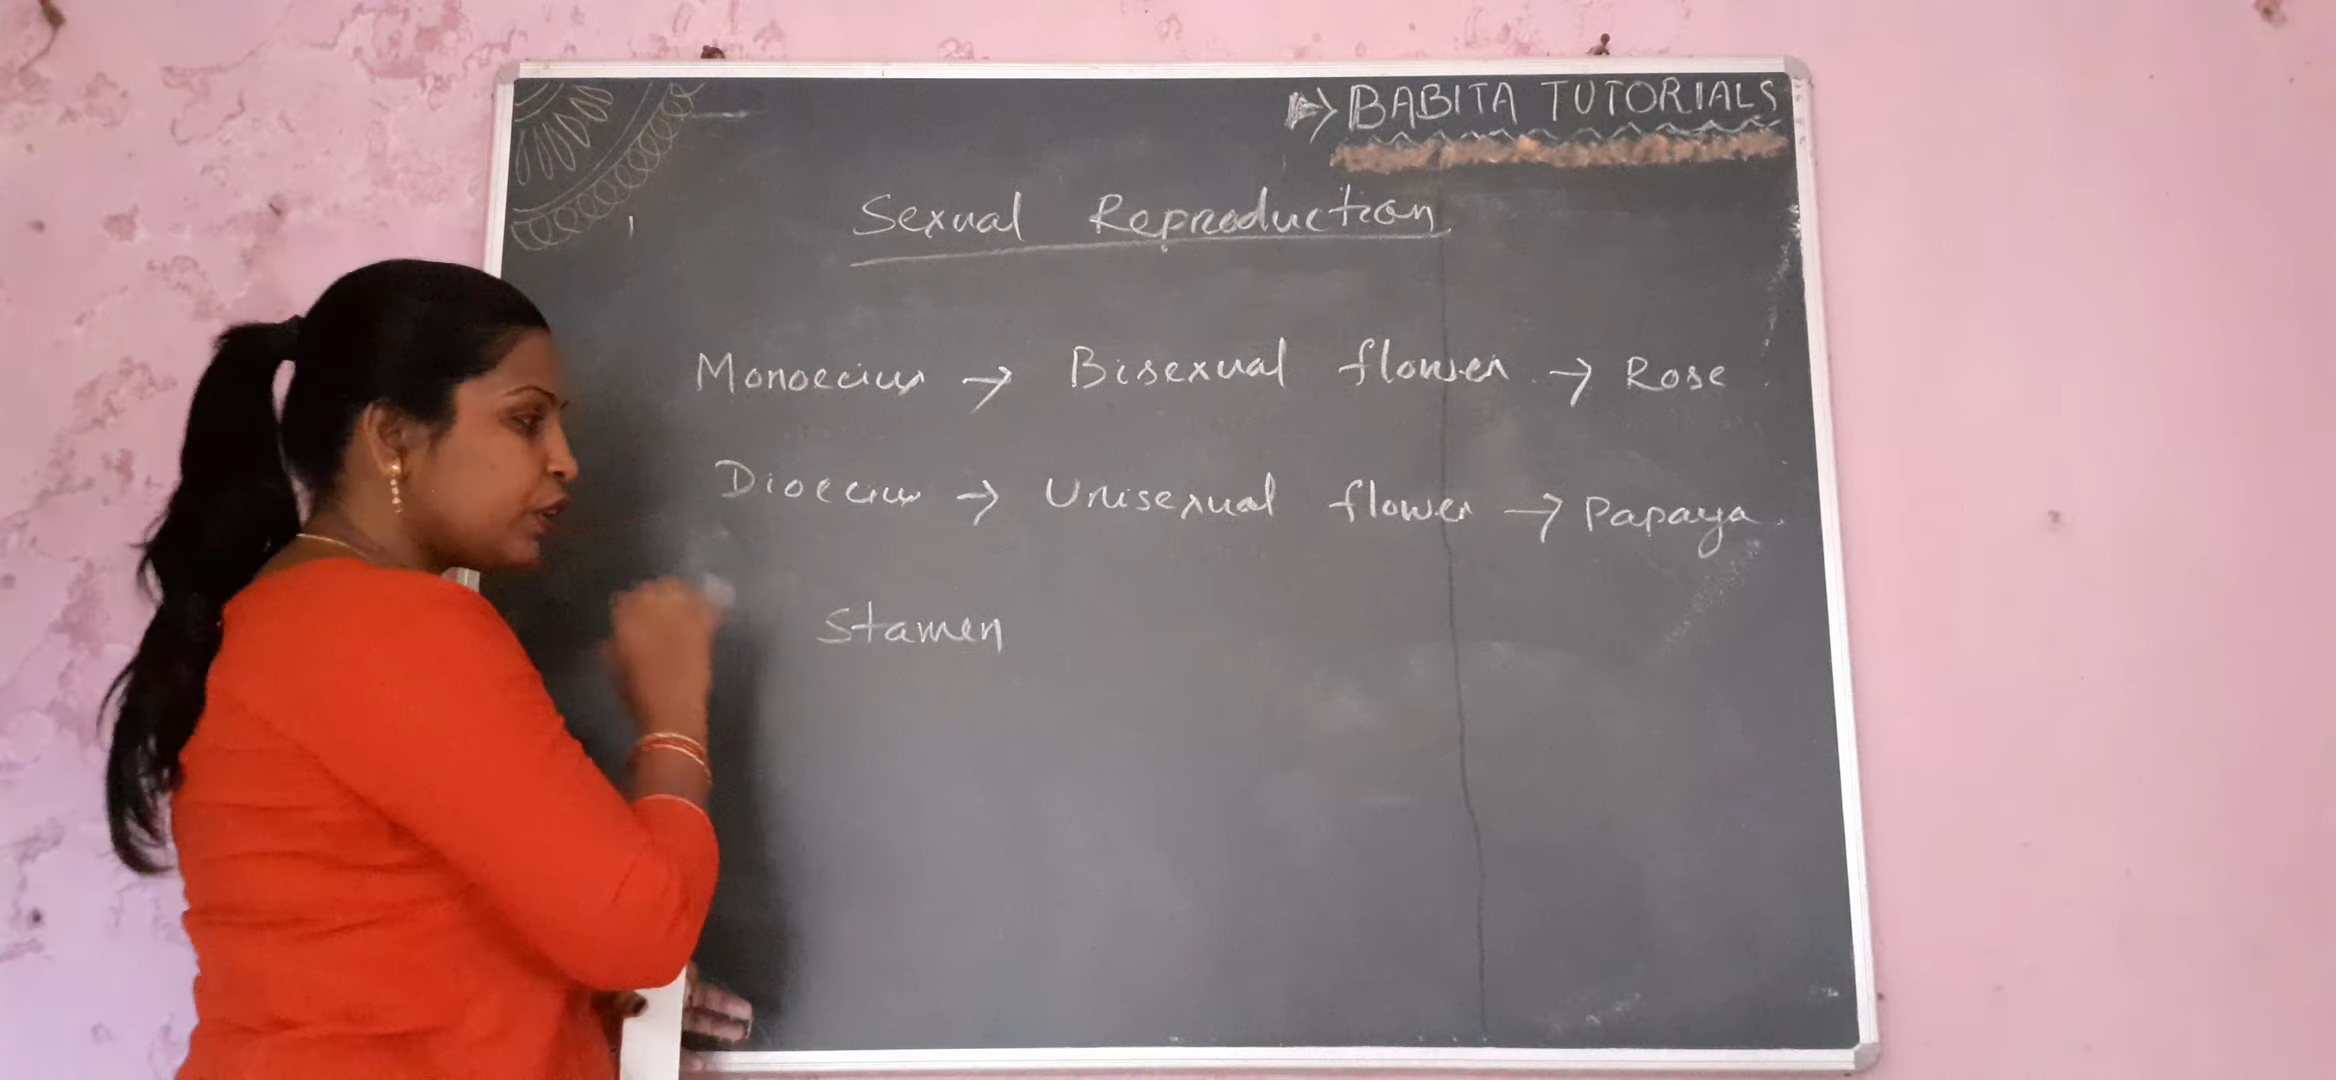 BABITA TUTORIALS
Sexual Reproduction
Monoecius → Bisexual flower → Rose
Dioecius → Unisexual flower → Papaya.
Stamen